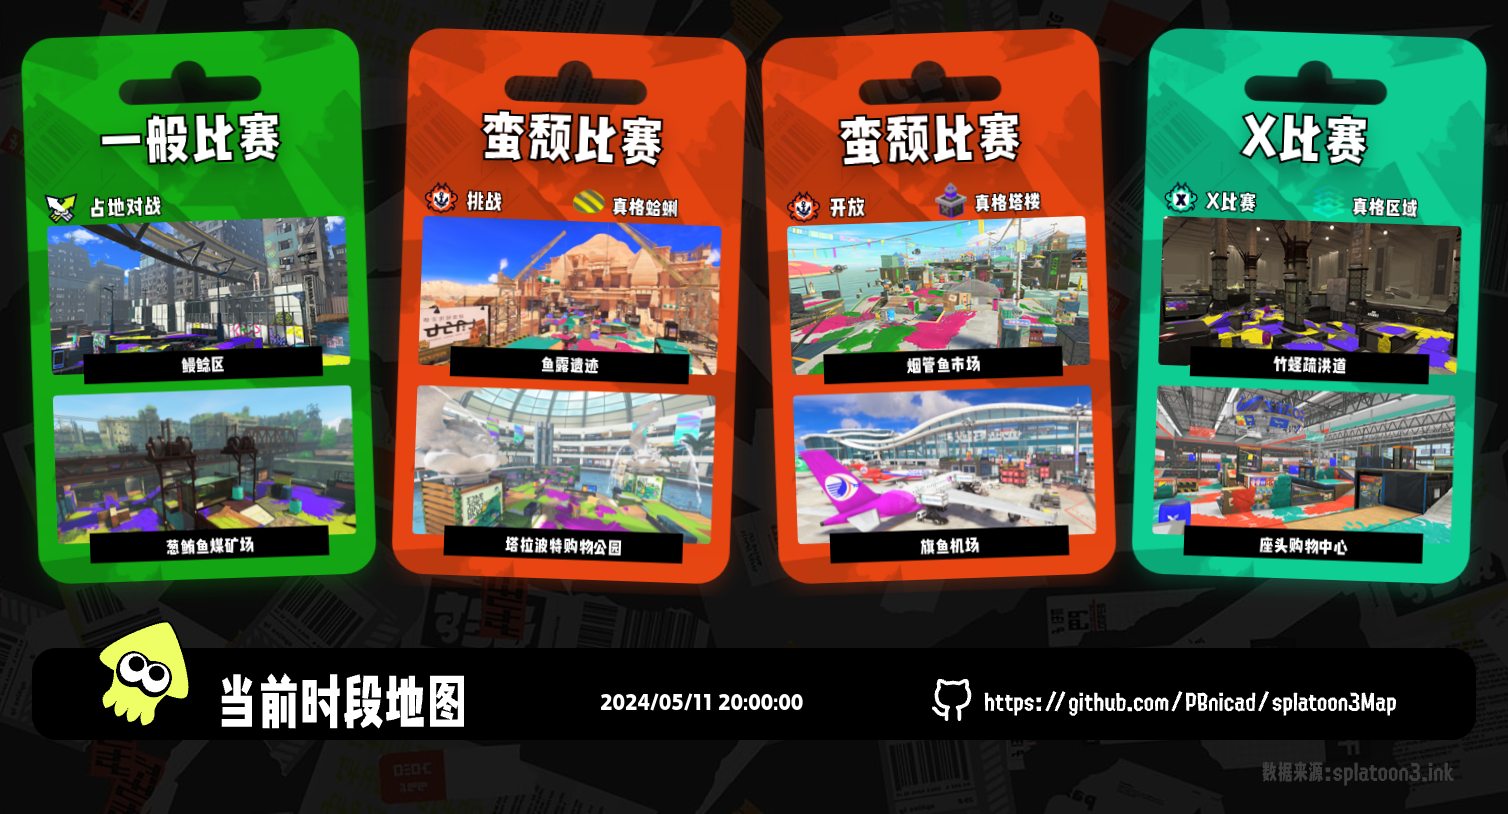 一般比赛
占地对战
鳗鲶区
葱鲔鱼煤矿场
蛮颓比赛
挑战
真格蛤蜊
鱼露遗迹
塔拉波特购物公园
蛮颓比赛
开放
真格塔楼
烟管鱼市场
旗鱼机场
X比赛
X比赛
真格区域
竹蛏疏洪道
座头购物中心
当前时段地图
2024/05/11 20:00:00
https://github.com/PBnicad/splatoon3Map
数据来源:splatoon3.ink